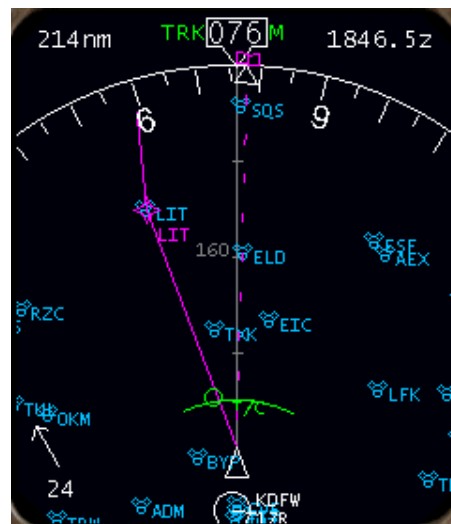 214nm TRK 076 M 1846.5z
6 9
SQS
LIT
LIT
160 ELD
ESE
AEX
RZC
TXK
EIC
LFK
OKM
24
BYP
ADM
KDFW
17R